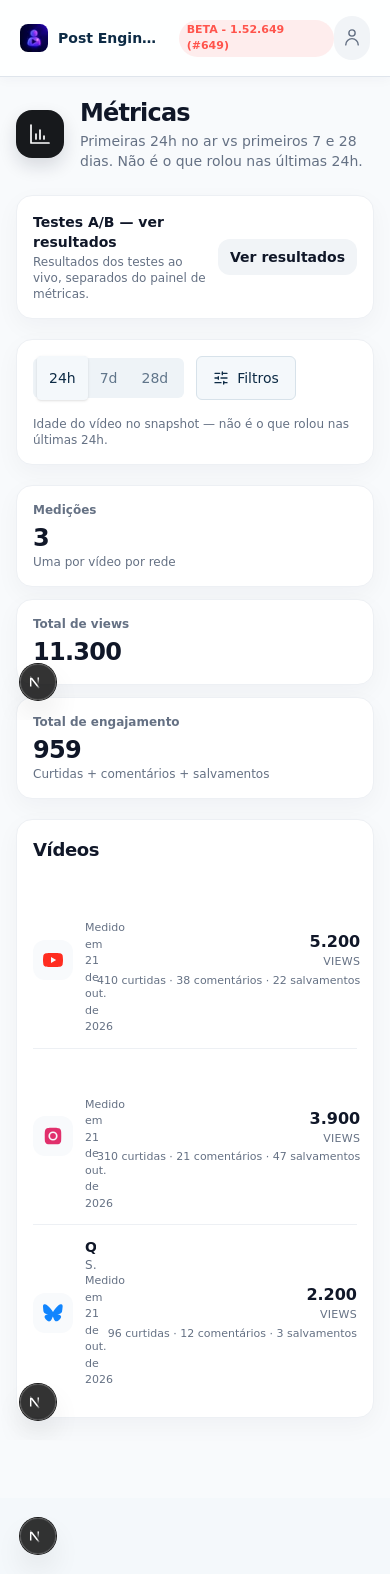 Post Engin...
BETA - 1.52.649
(#649)
Métricas
Primeiras 24h no ar vs primeiros 7 e 28
dias. Não é o que rolou nas últimas 24h.
Testes A/B — ver
resultados
Resultados dos testes ao
vivo, separados do painel de
métricas.
Ver resultados
24h 7d 28d Filtros
Idade do vídeo no snapshot — não é o que rolou nas
últimas 24h.
Medições
3
Uma por vídeo por rede
Total de views
11.300
Total de engajamento
959
Curtidas + comentários + salvamentos
Vídeos
Medido
em
21
de
out.
de
2026
5.200
VIEWS
410 curtidas · 38 comentários · 22 salvamentos
Medido
em
21
de
out.
de
2026
3.900
VIEWS
310 curtidas · 21 comentários · 47 salvamentos
Q
S.
Medido
em
21
de
out.
de
2026
2.200
VIEWS
96 curtidas · 12 comentários · 3 salvamentos
N
N
N